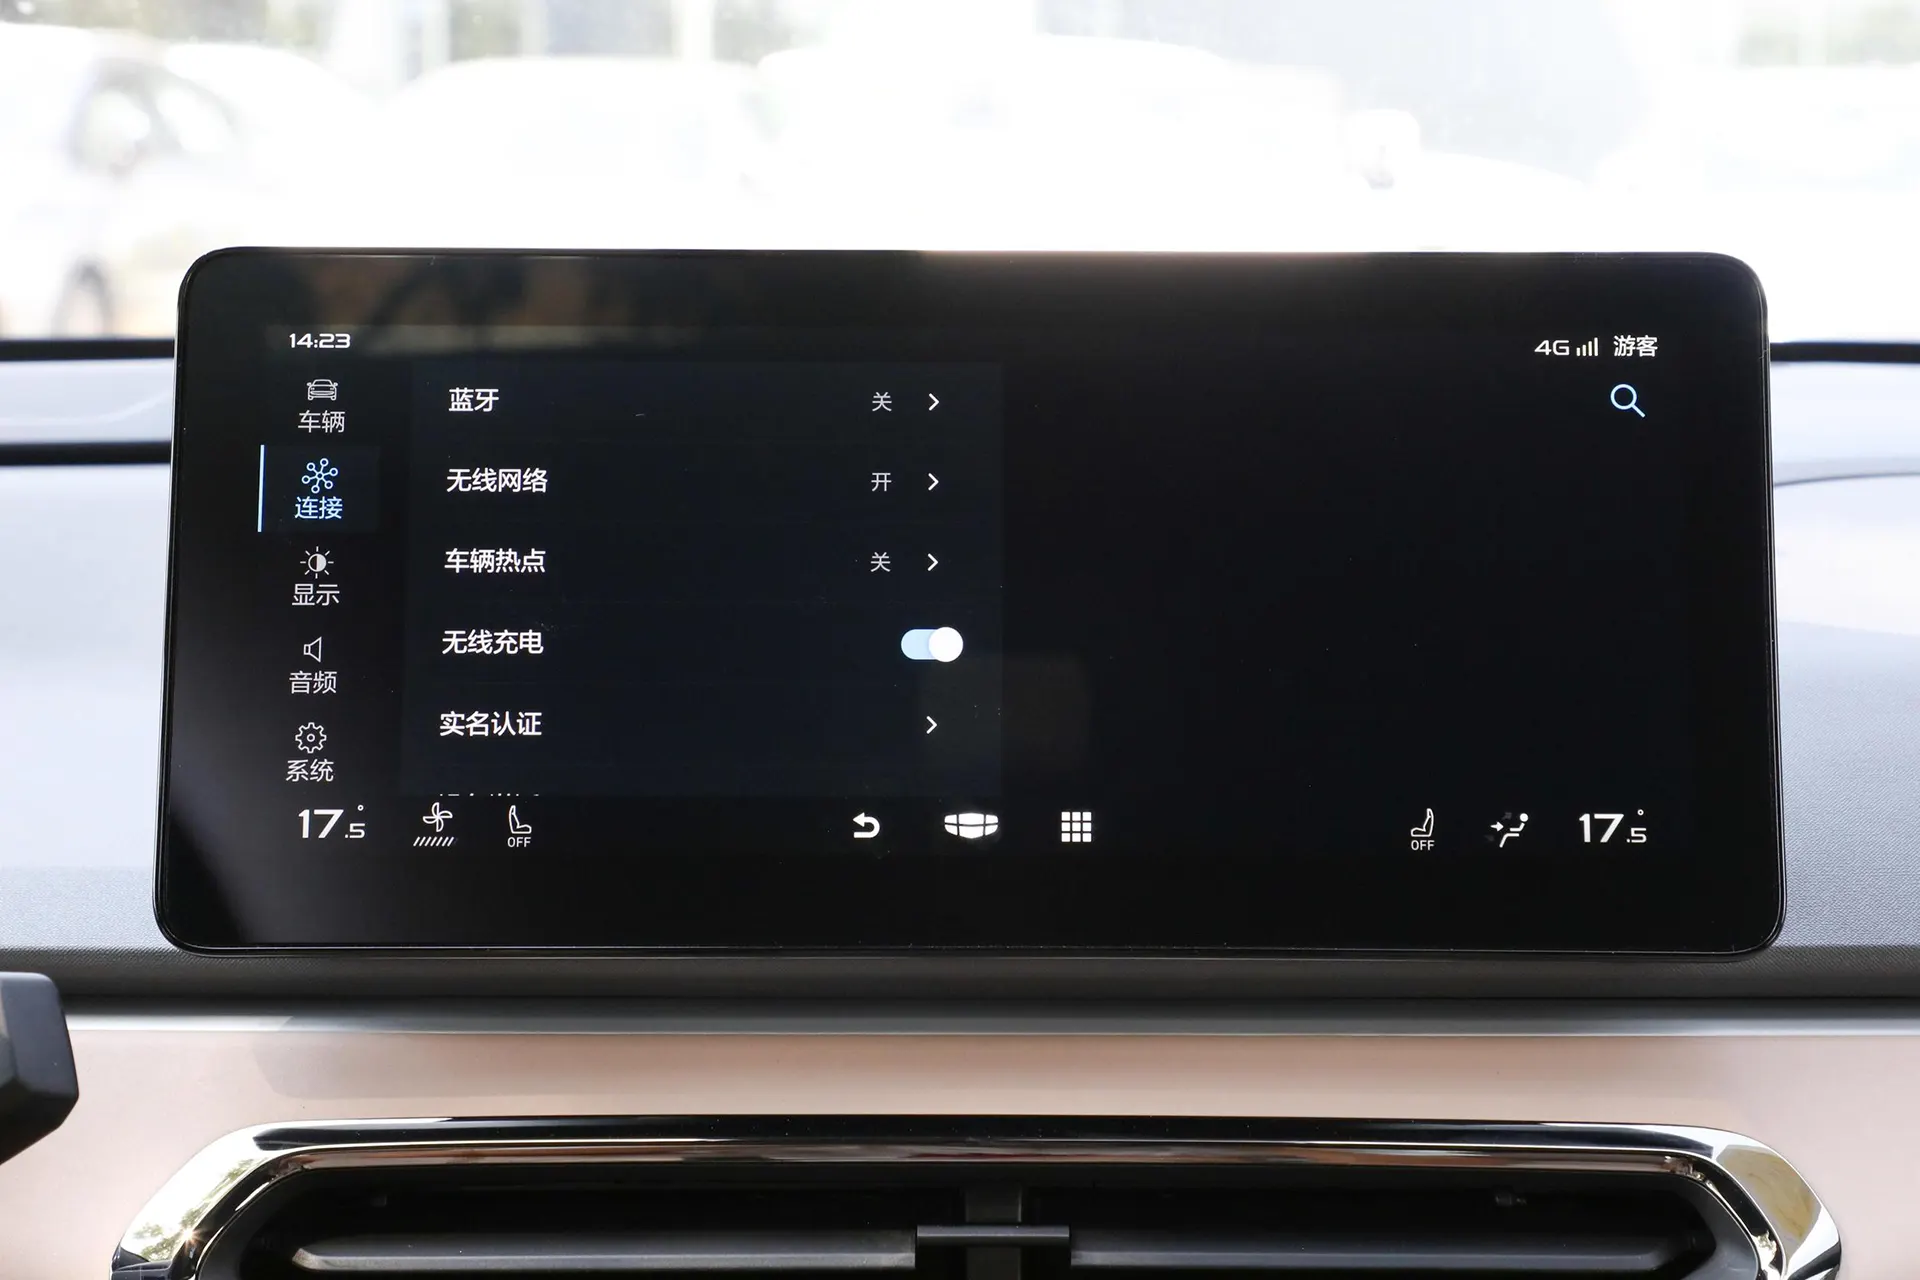 14:23
4G 游客
车辆
蓝牙 关
连接
无线网络 开
车辆热点 关
显示
无线充电
音频
实名认证
系统
17.5°
OFF
OFF
17.5°